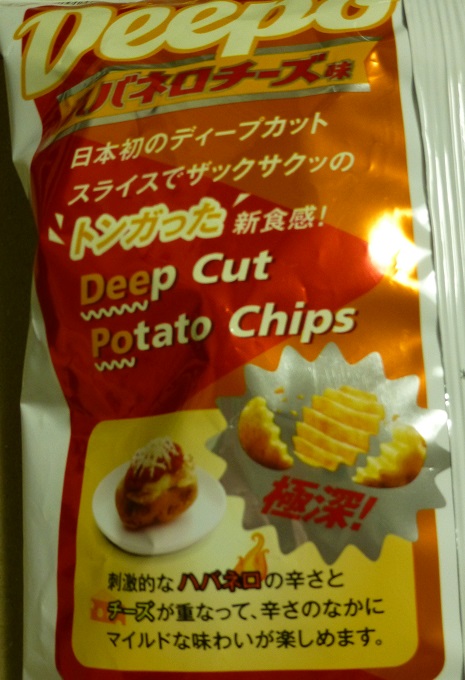 Deepo
ハバネロチーズ味
日本初のディープカット
スライスでザックサクッの
トンガった 新食感!
Deep Cut
Potato Chips
極深!
刺激的なハバネロの辛さと
チーズが重なって、辛さのなかに
マイルドな味わいが楽しめます。